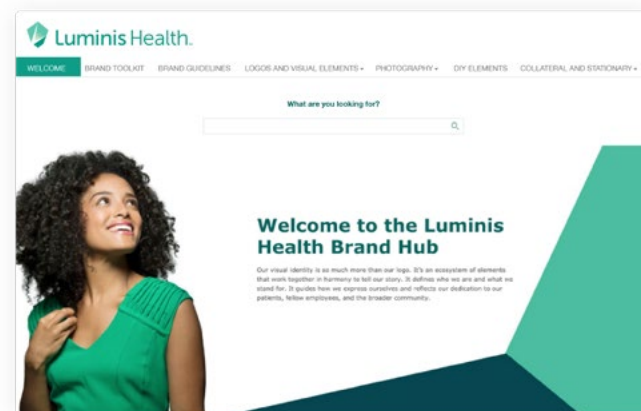 Luminis Health
WELCOME BRAND TOOLKIT BRAND GUIDELINES LOGOS AND VISUAL ELEMENTS PHOTOGRAPHY DIY ELEMENTS COLLATERAL AND STATIONARY
What are you looking for?
Welcome to the Luminis
Health Brand Hub
Our visual identity is so much more than our logo. It's an ecosystem of elements
that work together in harmony to tell our story. It defines who we are and what we
stand for. It guides how we express ourselves and reflects our dedication to our
patients, fellow employees, and the broader community.